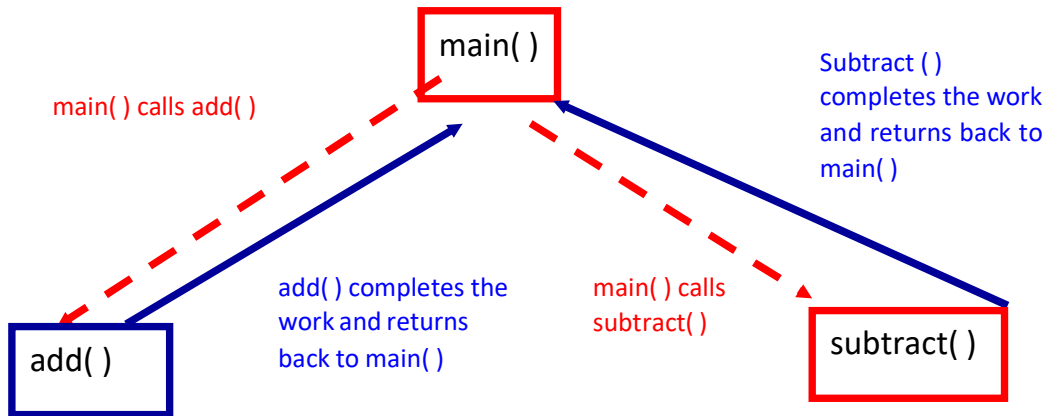 main( )
main( ) calls add( )
Subtract ( )
completes the work
and returns back to
main( )
add( ) completes the
work and returns
back to main( )
main( ) calls
subtract( )
add( )
subtract( )